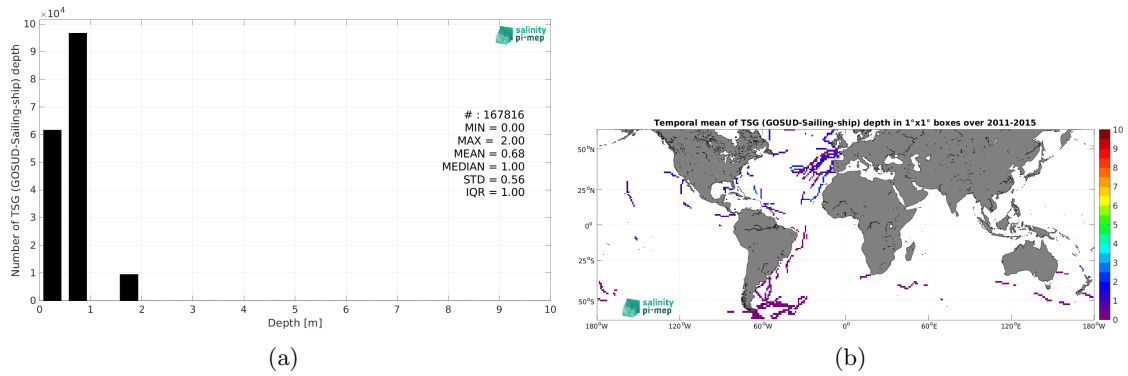 ×10⁴
10
9
8
7
6
5
4
3
2
1
0
Number of TSG (GOSUD-Sailing-ship) depth
salinity
pi-mep
# : 167816
MIN = 0.00
MAX = 2.00
MEAN = 0.68
MEDIAN = 1.00
STD = 0.56
IQR = 1.00
0 1 2 3 4 5 6 7 8 9 10
Depth [m]
(a)
Temporal mean of TSG (GOSUD-Sailing-ship) depth in 1°x1° boxes over 2011-2015
50°N
25°N
0°
25°S
50°S
salinity
pi-mep
180°W 120°W 60°W 0° 60°E 120°E 180°W
10
9
8
7
6
5
4
3
2
1
0
(b)